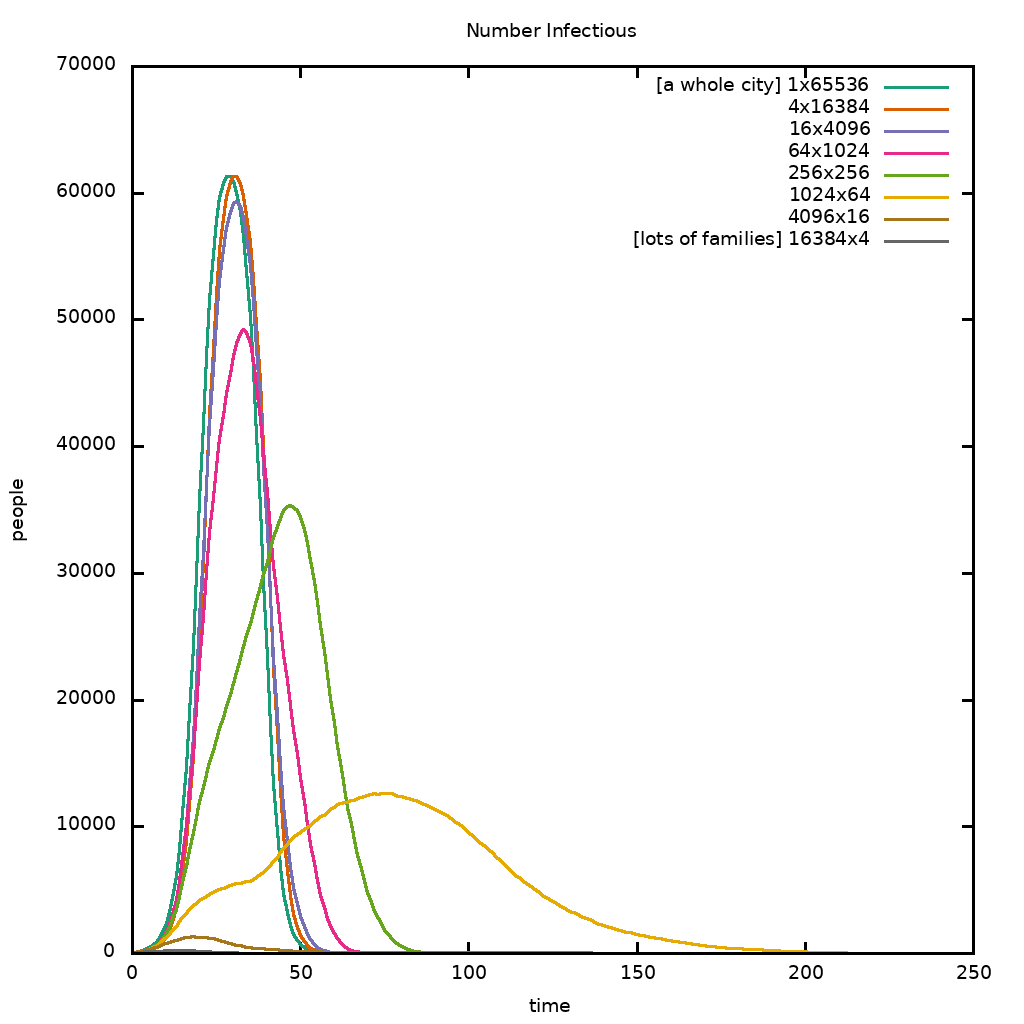 Number Infectious
70000
60000
50000
40000
30000
20000
10000
0
people
[a whole city] 1x65536
4x16384
16x4096
64x1024
256x256
1024x64
4096x16
[lots of families] 16384x4
0 50 100 150 200 250
time